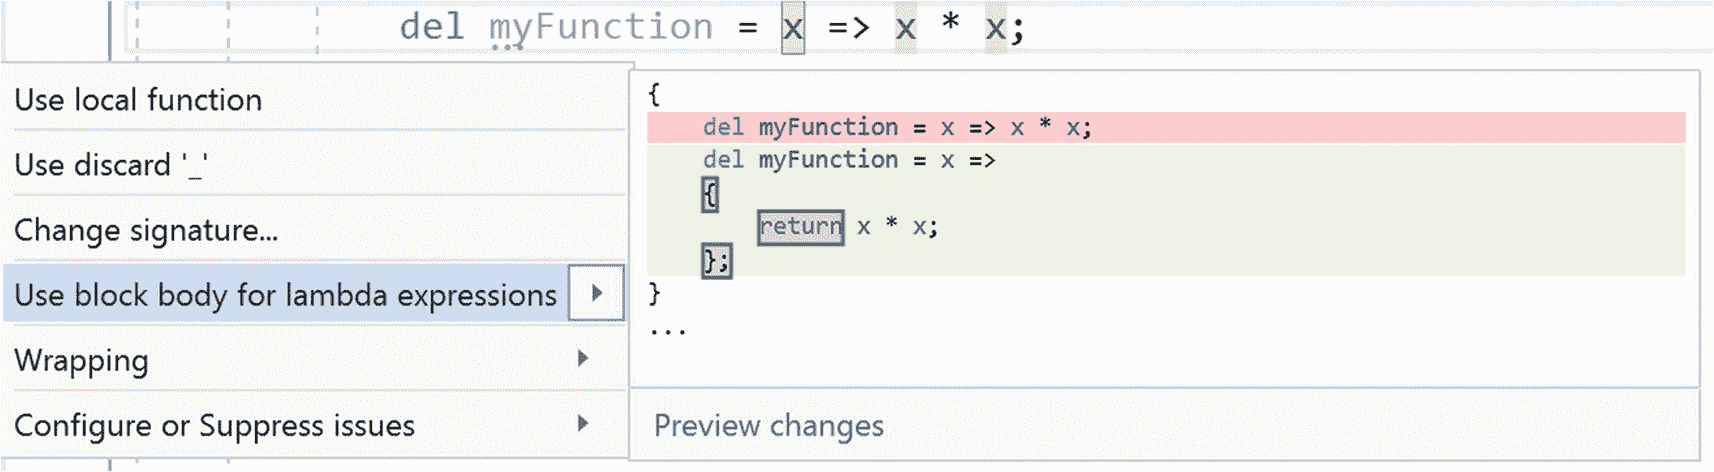 del myFunction = x => x * x;
Use local function
Use discard '_'
Change signature...
Use block body for lambda expressions
Wrapping
Configure or Suppress issues
{
del myFunction = x => x * x;
del myFunction = x =>
{
return x * x;
};
}
...
Preview changes